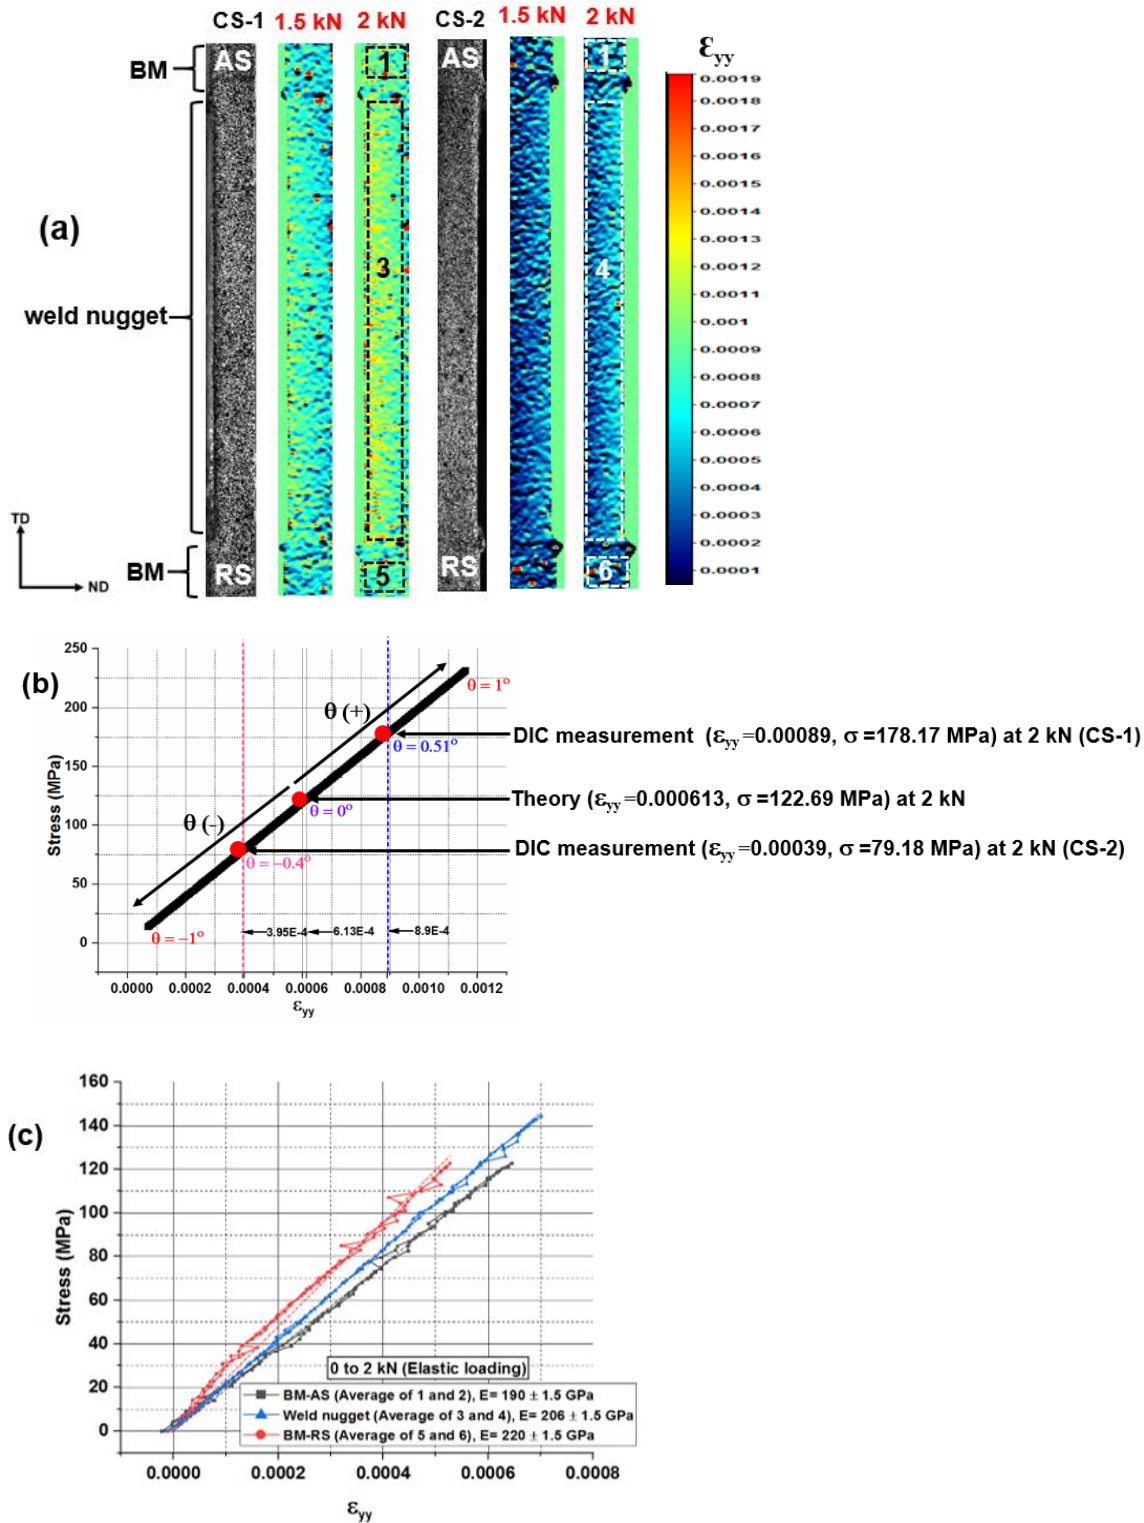 CS-1 1.5 kN 2 kN CS-2 1.5 kN 2 kN
εyy
AS 1 AS 1
BM
(a)
3 4
weld nugget
TD
ND
BM
RS 5 RS 6
0.0019
0.0018
0.0017
0.0016
0.0015
0.0014
0.0013
0.0012
0.0011
0.001
0.0009
0.0008
0.0007
0.0006
0.0005
0.0004
0.0003
0.0002
0.0001
(b)
Stress (MPa)
250
200
150
100
50
0
θ (+)
θ = 1°
θ = 0.51°
DIC measurement (εyy=0.00089, σ =178.17 MPa) at 2 kN (CS-1)
Theory (εyy=0.000613, σ =122.69 MPa) at 2 kN
θ = 0°
θ (-)
DIC measurement (εyy=0.00039, σ =79.18 MPa) at 2 kN (CS-2)
θ = –0.4°
θ = –1°
3.95E-4 6.13E-4 8.9E-4
0.0000 0.0002 0.0004 0.0006 0.0008 0.0010 0.0012
εyy
(c)
Stress (MPa)
160
140
120
100
80
60
40
20
0
0 to 2 kN (Elastic loading)
BM-AS (Average of 1 and 2), E= 190 ± 1.5 GPa
Weld nugget (Average of 3 and 4), E= 206 ± 1.5 GPa
BM-RS (Average of 5 and 6), E= 220 ± 1.5 GPa
0.0000 0.0002 0.0004 0.0006 0.0008
εyy